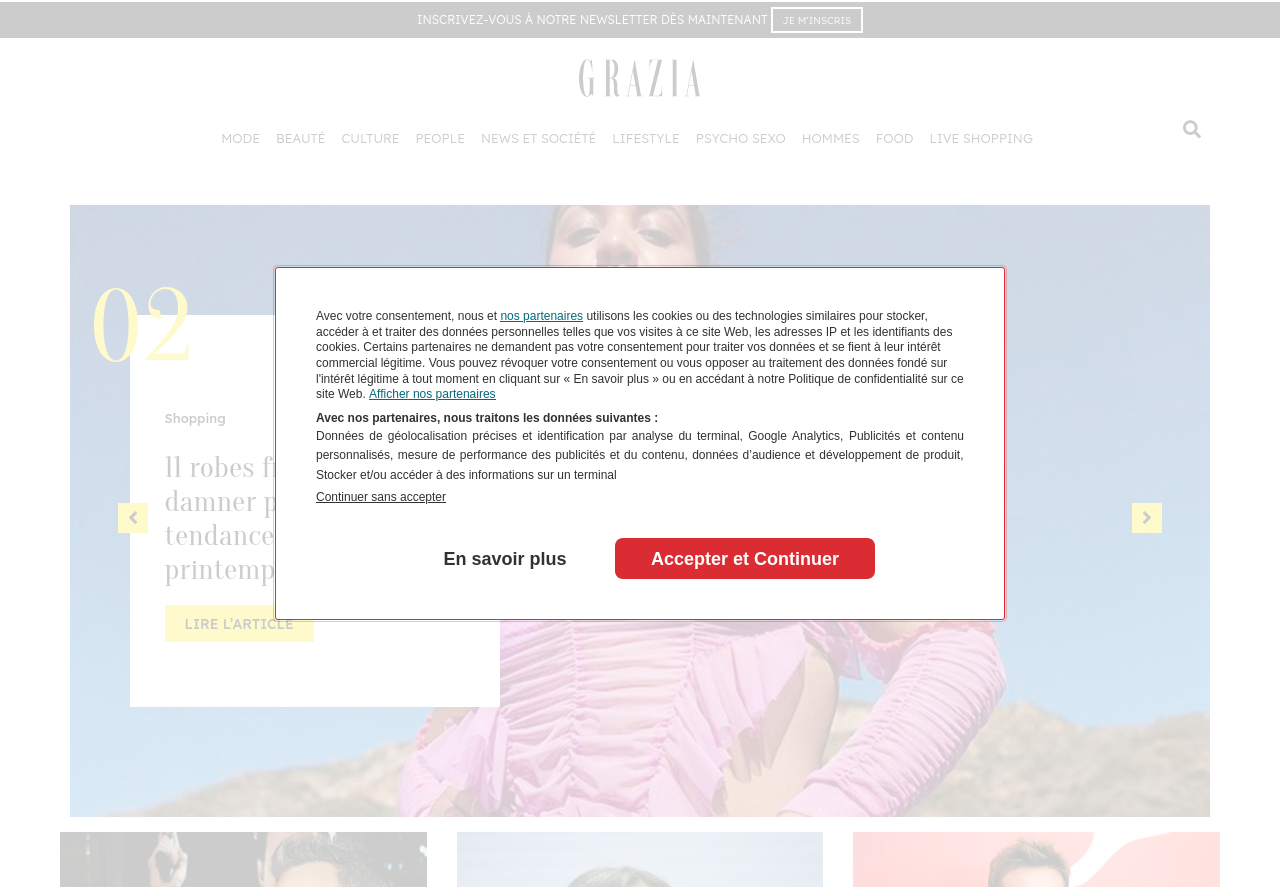 INSCRIVEZ-VOUS À NOTRE NEWSLETTER DÈS MAINTENANT JE M'INSCRIS
GRAZIA
MODE BEAUTÉ CULTURE PEOPLE NEWS ET SOCIÉTÉ LIFESTYLE PSYCHO SEXO HOMMES FOOD LIVE SHOPPING
02
Shopping
11 robes
damner
tendance
LIRE L'ARTICLE
Avec votre consentement, nous et nos partenaires utilisons les cookies ou des technologies similaires pour stocker,
accéder à et traiter des données personnelles telles que vos visites à ce site Web, les adresses IP et les identifiants des
cookies. Certains partenaires ne demandent pas votre consentement pour traiter vos données et se fient à leur intérêt
commercial légitime. Vous pouvez révoquer votre consentement ou vous opposer au traitement des données fondé sur
l'intérêt légitime à tout moment en cliquant sur « En savoir plus » ou en accédant à notre Politique de confidentialité sur ce
site Web. Afficher nos partenaires
Avec nos partenaires, nous traitons les données suivantes :
Données de géolocalisation précises et identification par analyse du terminal, Google Analytics, Publicités et contenu
personnalisés, mesure de performance des publicités et du contenu, données d'audience et développement de produit,
Stocker et/ou accéder à des informations sur un terminal
Continuer sans accepter
En savoir plus Accepter et Continuer